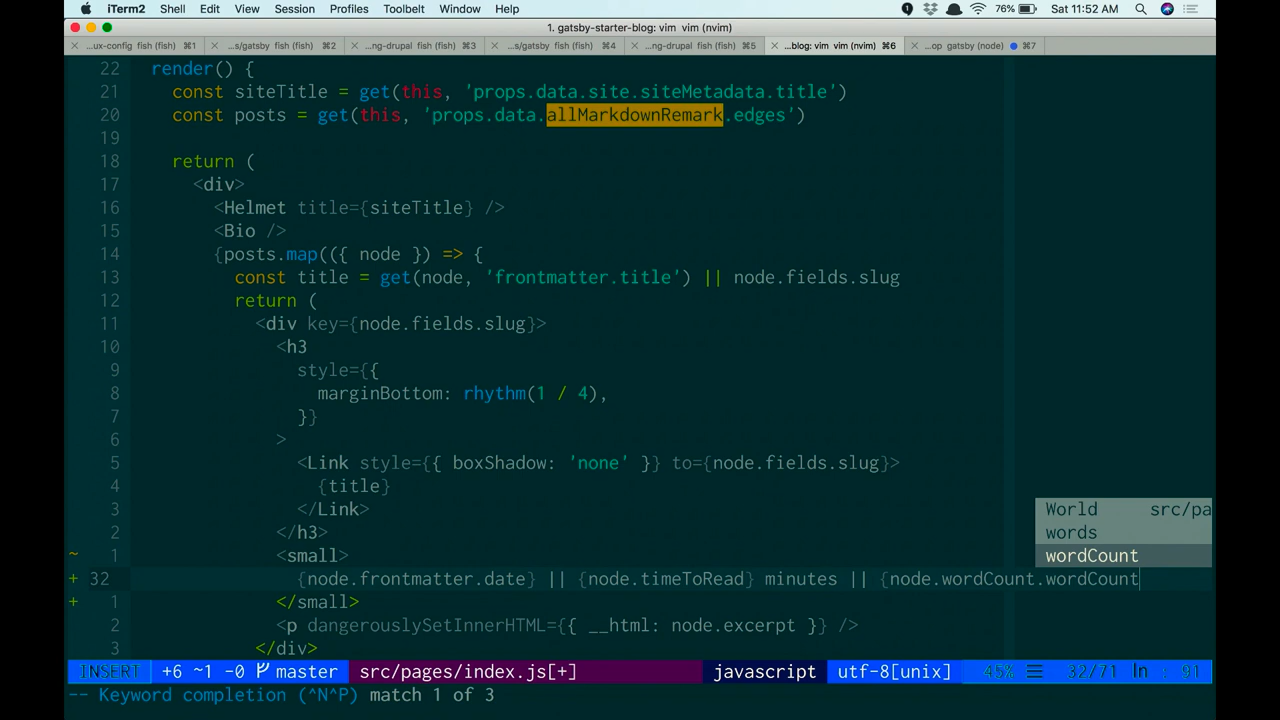 iTerm2 Shell Edit View Session Profiles Toolbelt Window Help 76% Sat 11:52 AM
1. gatsby-starter-blog: vim vim (nvim)
...ux-config fish (fish) ⌘1 ...s/gatsby fish (fish) ⌘2 ...ng-drupal fish (fish) ⌘3 ...s/gatsby fish (fish) ⌘4 ...ng-drupal fish (fish) ⌘5 ...blog: vim vim (nvim) ⌘6 ...op gatsby (node) ⌘7
22 render() {
21 const siteTitle = get(this, 'props.data.site.siteMetadata.title')
20 const posts = get(this, 'props.data.allMarkdownRemark.edges')
19
18 return (
17 <div>
16 <Helmet title={siteTitle} />
15 <Bio />
14 {posts.map(({ node }) => {
13 const title = get(node, 'frontmatter.title') || node.fields.slug
12 return (
11 <div key={node.fields.slug}>
10 <h3
9 style={{
8 marginBottom: rhythm(1 / 4),
7 }}
6 >
5 <Link style={{ boxShadow: 'none' }} to={node.fields.slug}>
4 {title}
3 </Link>
World src/pa
2 </h3>
words
~ 1 <small>
wordCount
+ 32 {node.frontmatter.date} || {node.timeToRead} minutes || {node.wordCount.wordCount
+ 1 </small>
2 <p dangerouslySetInnerHTML={{ __html: node.excerpt }} />
3 </div>
INSERT +6 ~1 -0 master src/pages/index.js[+] javascript utf-8[unix] 45% ☰ 32/71 ln : 91
-- Keyword completion (^N^P) match 1 of 3